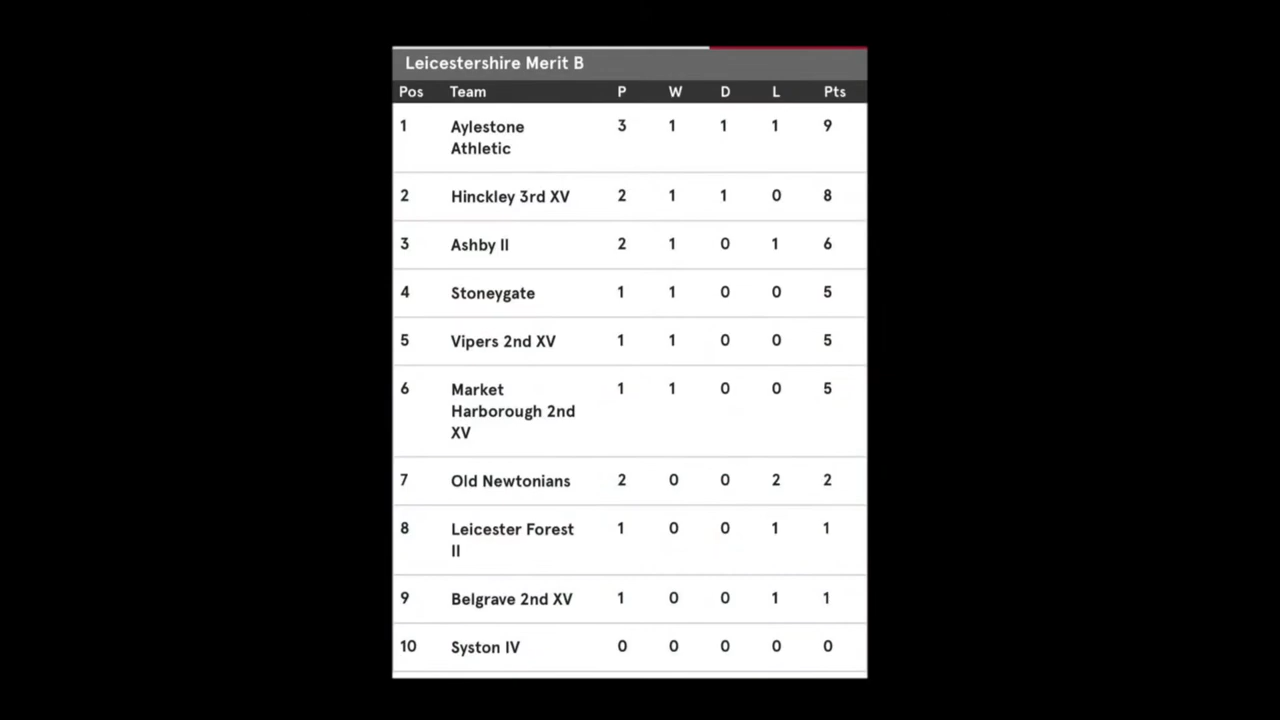 Leicestershire Merit B
Pos Team P W D L Pts
1 Aylestone 3 1 1 1 9
Athletic
2 Hinckley 3rd XV 2 1 1 0 8
3 Ashby II 2 1 0 1 6
4 Stoneygate 1 1 0 0 5
5 Vipers 2nd XV 1 1 0 0 5
6 Market 1 1 0 0 5
Harborough 2nd
XV
7 Old Newtonians 2 0 0 2 2
8 Leicester Forest 1 0 0 1 1
II
9 Belgrave 2nd XV 1 0 0 1 1
10 Syston IV 0 0 0 0 0